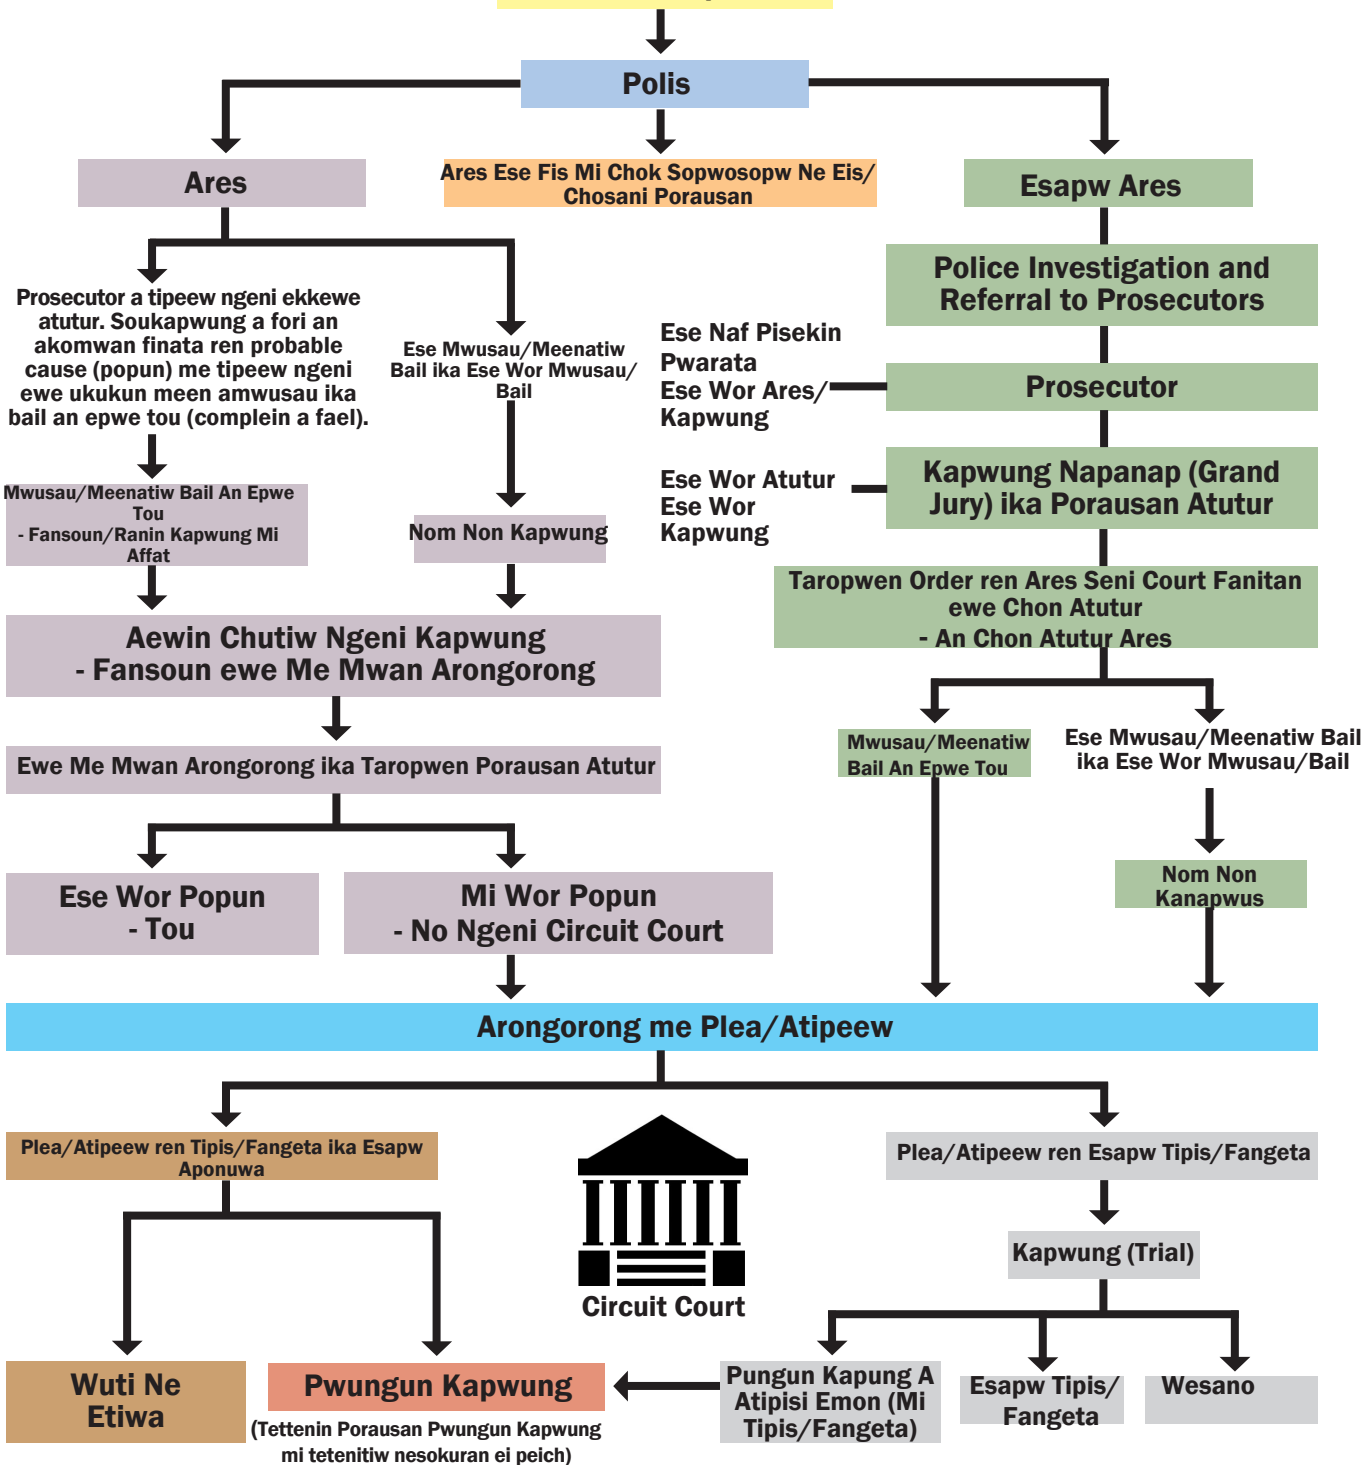 Polis
Ares
Ares Ese Fis Mi Chok Sopwosopw Ne Eis/
Chosani Porausan
Esapw Ares
Police Investigation and
Referral to Prosecutors
Prosecutor a tipeew ngeni ekkewe
atutur. Soukapwung a fori an
akomwan finata ren probable
cause (popun) me tipeew ngeni
ewe ukukun meen amwusau ika
bail an epwe tou (complein a fael).
Ese Mwusau/Meenatiw
Bail ika Ese Wor Mwusau/
Bail
Ese Naf Pisekin
Pwarata
Ese Wor Ares/
Kapwung
Prosecutor
Ese Wor Atutur
Ese Wor
Kapwung
Kapwung Napanap (Grand
Jury) ika Porausan Atutur
Mwusau/Meenatiw Bail An Epwe
Tou
- Fansoun/Ranin Kapwung Mi
Affat
Nom Non Kapwung
Taropwen Order ren Ares Seni Court Fanitan
ewe Chon Atutur
- An Chon Atutur Ares
Aewin Chutiw Ngeni Kapwung
- Fansoun ewe Me Mwan Arongorong
Mwusau/Meenatiw
Bail An Epwe Tou
Ese Mwusau/Meenatiw Bail
ika Ese Wor Mwusau/Bail
Ewe Me Mwan Arongorong ika Taropwen Porausan Atutur
Ese Wor Popun
- Tou
Mi Wor Popun
- No Ngeni Circuit Court
Nom Non
Kanapwus
Arongorong me Plea/Atipeew
Plea/Atipeew ren Tipis/Fangeta ika Esapw
Aponuwa
Plea/Atipeew ren Esapw Tipis/Fangeta
Kapwung (Trial)
Circuit Court
Wuti Ne
Etiwa
Pwungun Kapwung
(Tettenin Porausan Pwungun Kapwung
mi tetenitiw nesokuran ei peich)
Pungun Kapung A
Atipisi Emon (Mi
Tipis/Fangeta)
Esapw Tipis/
Fangeta
Wesano